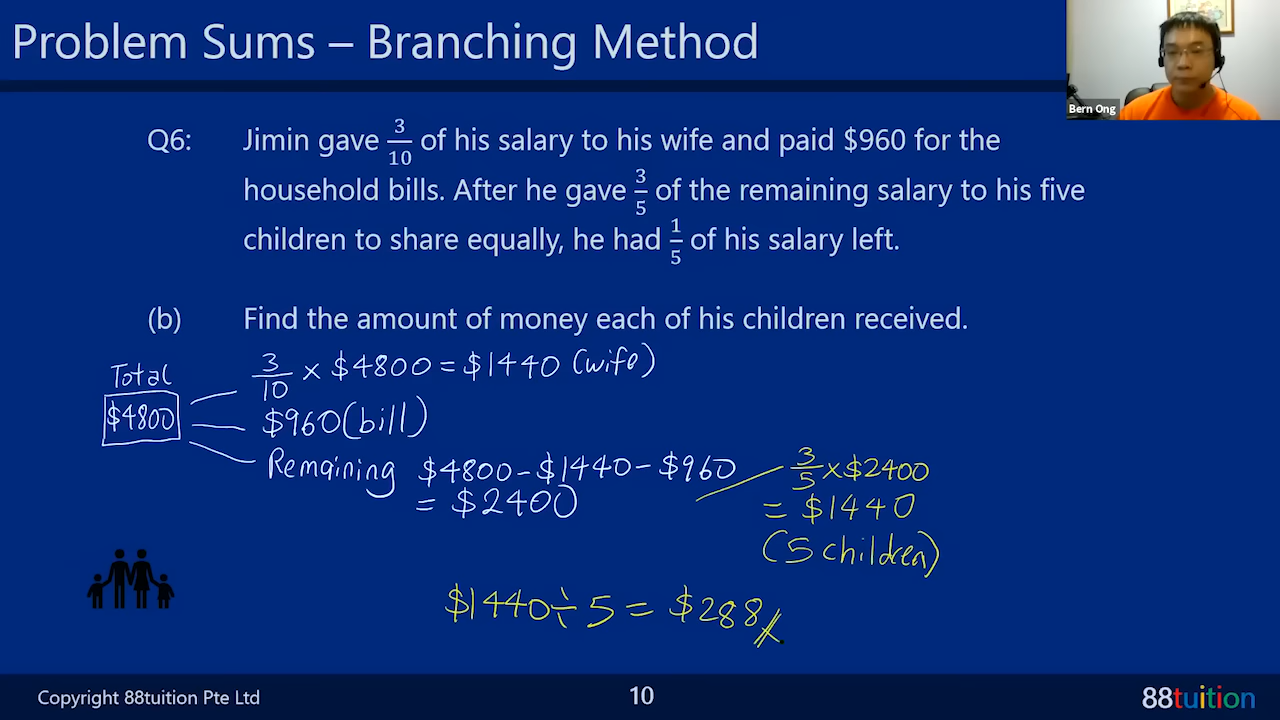 Problem Sums – Branching Method
Bern Ong
Q6: Jimin gave 3/10 of his salary to his wife and paid $960 for the
household bills. After he gave 3/5 of the remaining salary to his five
children to share equally, he had 1/5 of his salary left.
(b) Find the amount of money each of his children received.
Total
$4800
3/10 × $4800 = $1440 (wife)
$960 (bill)
Remaining $4800 - $1440 - $960
= $2400
3/5 × $2400
= $1440
(5 children)
$1440 ÷ 5 = $288
Copyright 88tuition Pte Ltd
10
88tuition